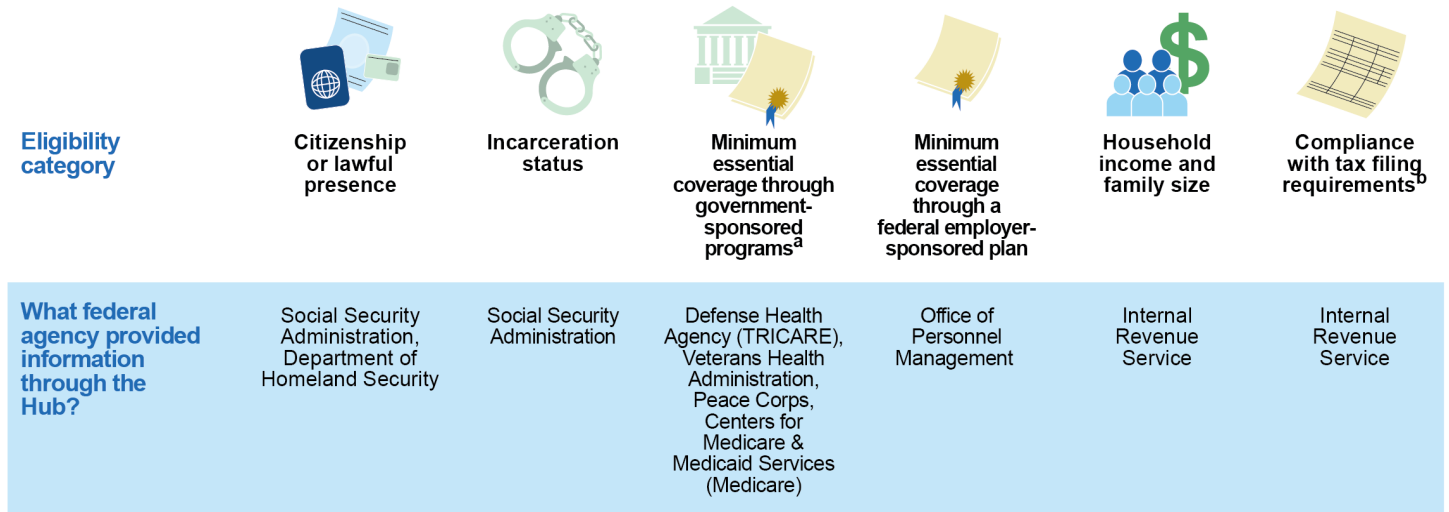 Eligibility
category
Citizenship
or lawful
presence
Incarceration
status
Minimum
essential
coverage through
government-
sponsored
programsa
Minimum
essential
coverage
through a
federal employer-
sponsored plan
Household
income and
family size
Compliance
with tax filing
requirementsb
What federal
agency provided
information
through the
Hub?
Social Security
Administration,
Department of
Homeland Security
Social Security
Administration
Defense Health
Agency (TRICARE),
Veterans Health
Administration,
Peace Corps,
Centers for
Medicare &
Medicaid Services
(Medicare)
Office of
Personnel
Management
Internal
Revenue
Service
Internal
Revenue
Service